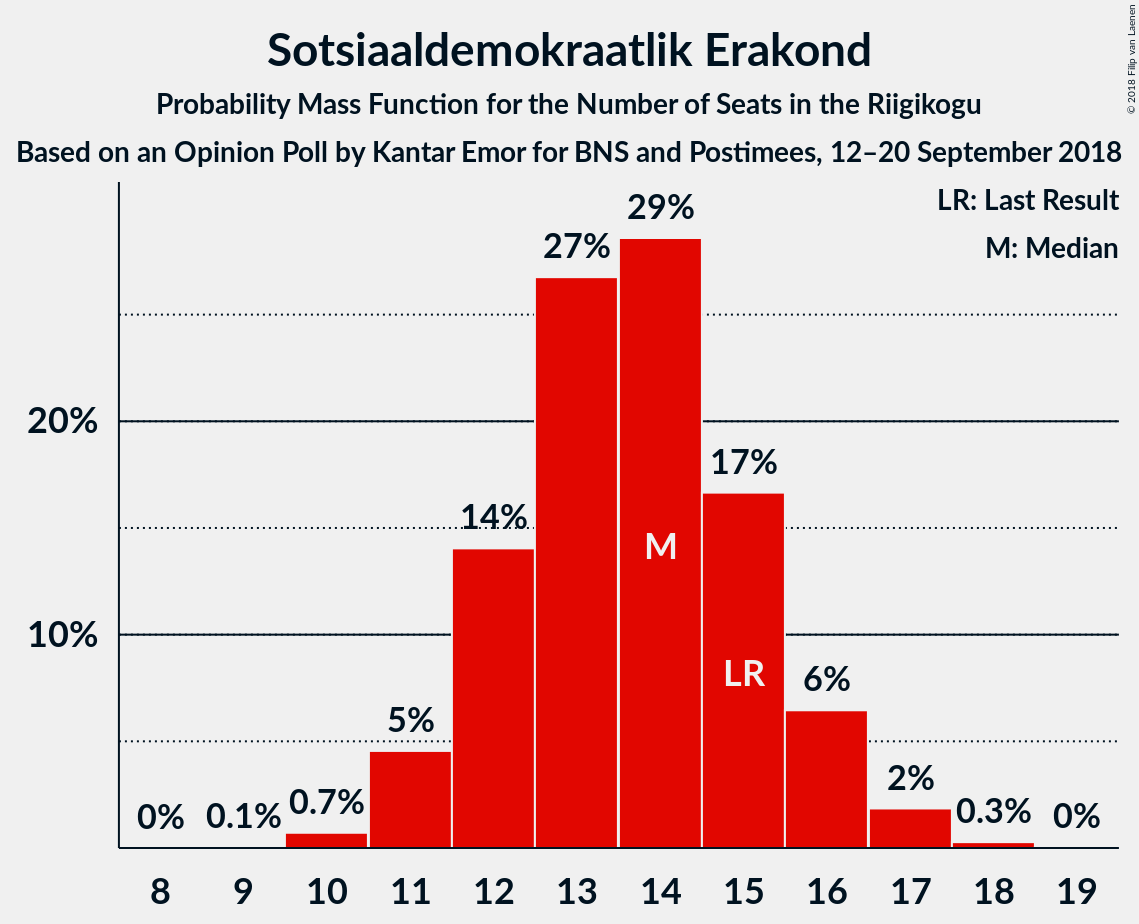 Sotsiaaldemokraatlik Erakond
Probability Mass Function for the Number of Seats in the Riigikogu
Based on an Opinion Poll by Kantar Emor for BNS and Postimees, 12–20 September 2018
© 2018 Filip van Laenen
LR: Last Result
M: Median
29%
27%
20%
17%
14%
M
10%
LR
6%
5%
2%
0% 0.1% 0.7% 0.3% 0%
8 9 10 11 12 13 14 15 16 17 18 19